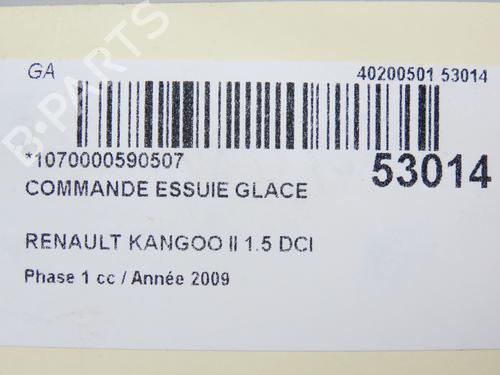 GA
40200501 53014
*1070000590507
53014
COMMANDE ESSUIE GLACE
RENAULT KANGOO II 1.5 DCI
Phase 1 cc / Année 2009
B-PARTS